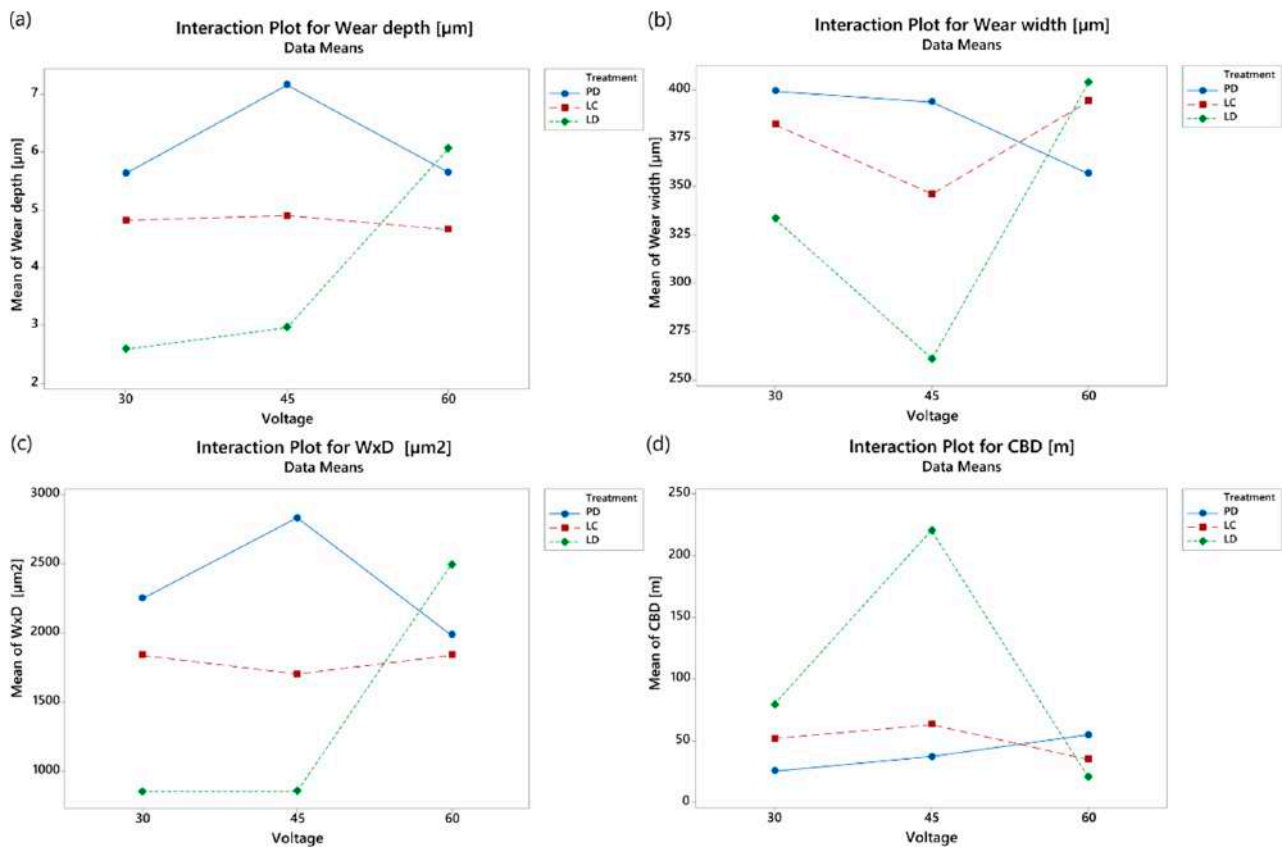 (a)
Interaction Plot for Wear depth [µm]
Data Means
Mean of Wear depth [µm]
7
6
5
4
3
2
30 45 60
Voltage
Treatment
PD
LC
LD
(b)
Interaction Plot for Wear width [µm]
Data Means
Mean of Wear width [µm]
400
375
350
325
300
275
250
30 45 60
Voltage
Treatment
PD
LC
LD
(c)
Interaction Plot for WxD [µm2]
Data Means
Mean of WxD [µm2]
3000
2500
2000
1500
1000
30 45 60
Voltage
Treatment
PD
LC
LD
(d)
Interaction Plot for CBD [m]
Data Means
Mean of CBD [m]
250
200
150
100
50
0
30 45 60
Voltage
Treatment
PD
LC
LD